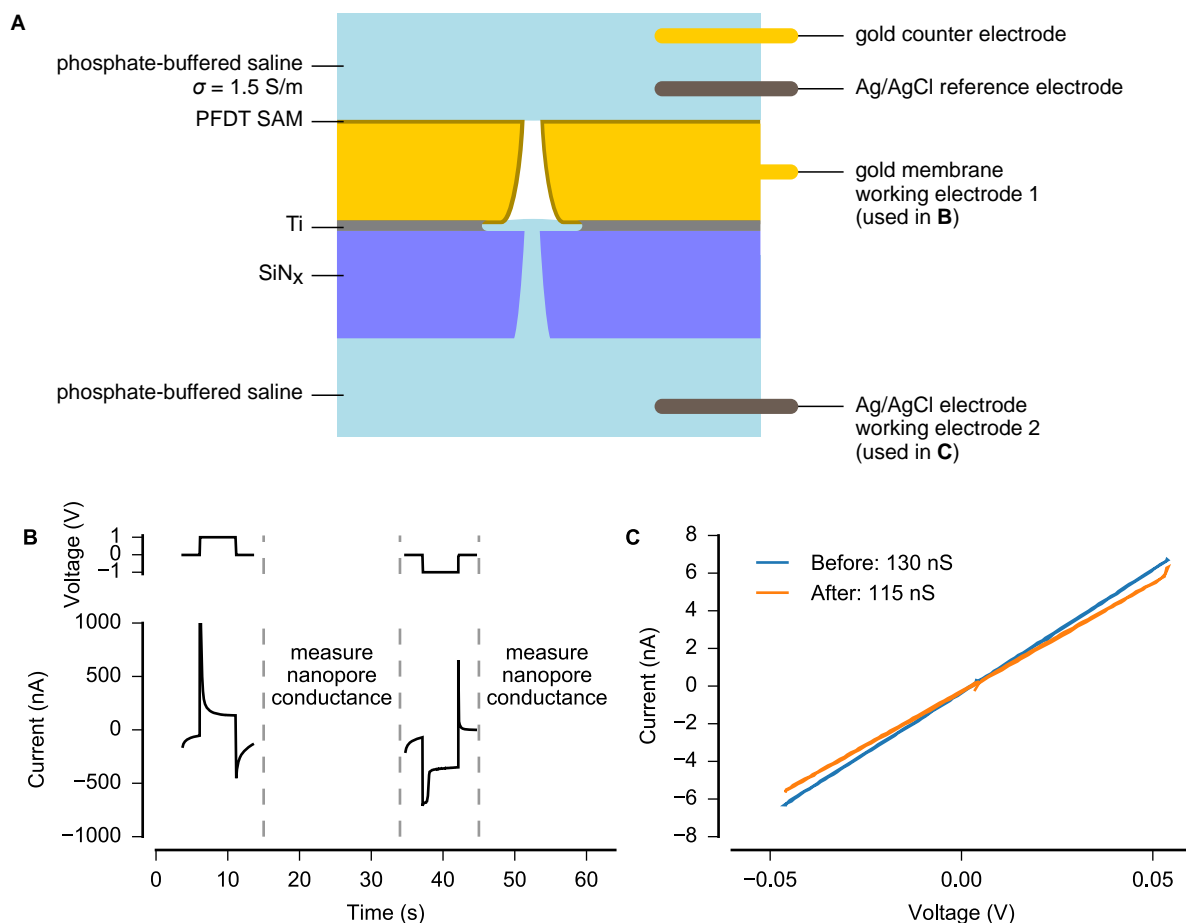 A
phosphate-buffered saline
σ = 1.5 S/m
PFDT SAM
Ti
SiNx
phosphate-buffered saline
gold counter electrode
Ag/AgCl reference electrode
gold membrane
working electrode 1
(used in B)
Ag/AgCl electrode
working electrode 2
(used in C)
B
Voltage (V)
1
0
−1
Current (nA)
1000
500
0
−500
−1000
measure
nanopore
conductance
measure
nanopore
conductance
0 10 20 30 40 50 60
Time (s)
C
Current (nA)
8
6
4
2
0
−2
−4
−6
−8
Before: 130 nS
After: 115 nS
−0.05 0.00 0.05
Voltage (V)